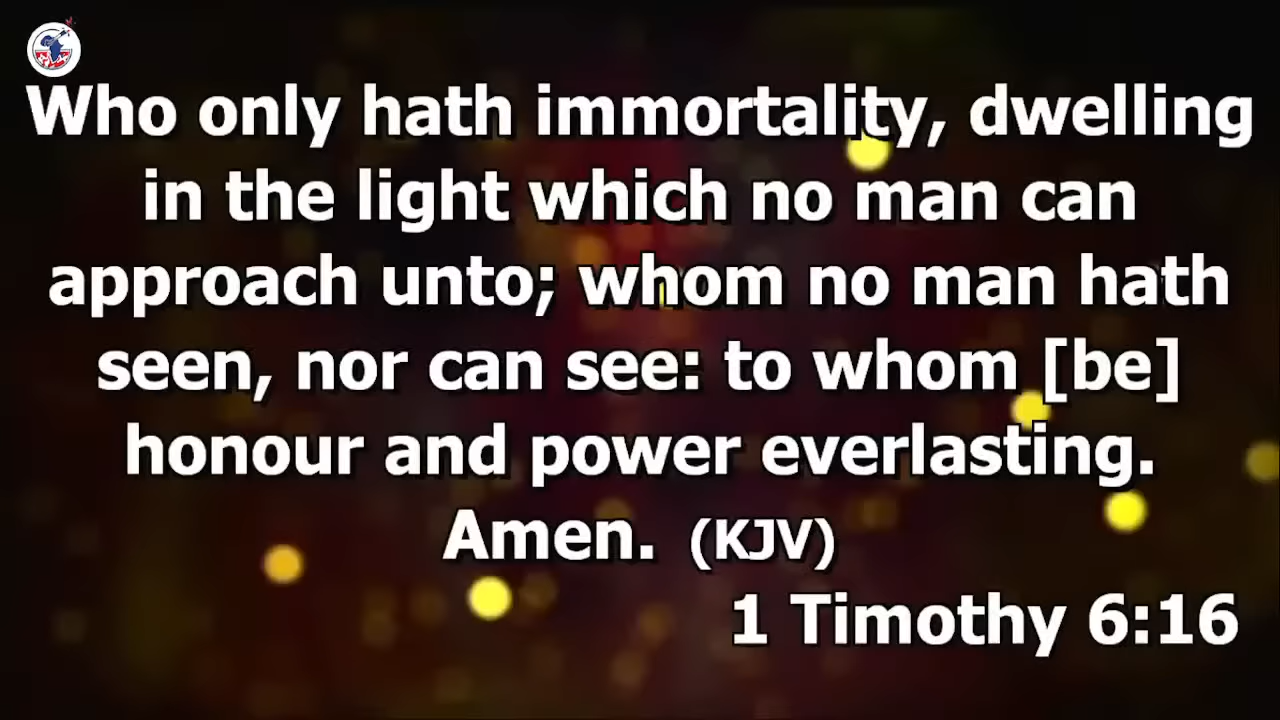 Who only hath immortality, dwelling
in the light which no man can
approach unto; whom no man hath
seen, nor can see: to whom [be]
honour and power everlasting.
Amen. (KJV)
1 Timothy 6:16